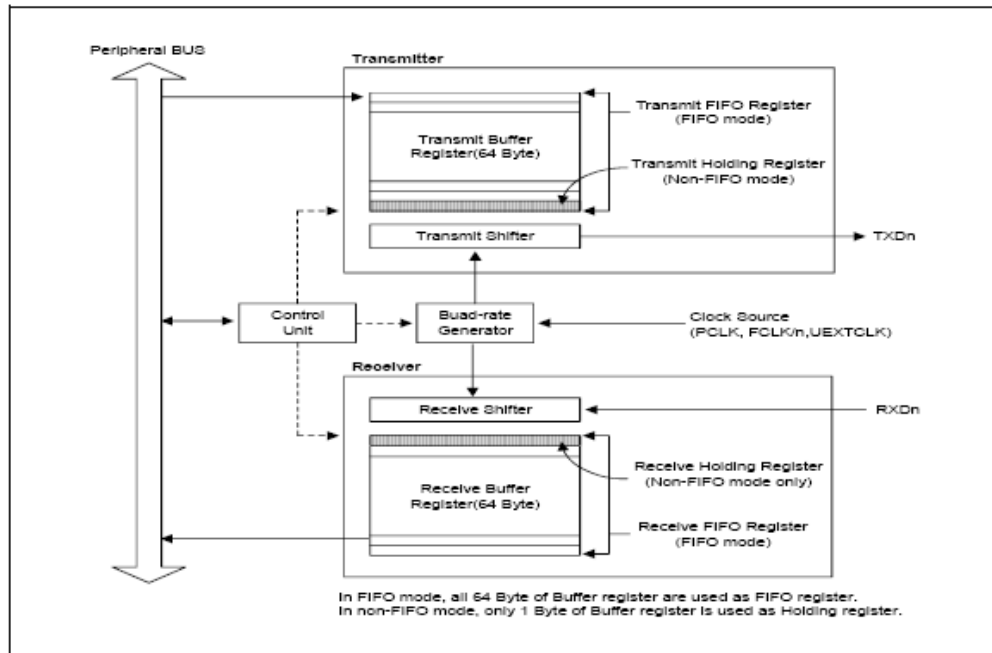 Peripheral BUS
Transmitter
Transmit FIFO Register
(FIFO mode)
Transmit Buffer
Register(64 Byte)
Transmit Holding Register
(Non-FIFO mode)
Transmit Shifter
TXDn
Control
Unit
Buad-rate
Generator
Clock Source
(PCLK, FCLK/n,UEXTCLK)
Receiver
Receive Shifter
RXDn
Receive Holding Register
(Non-FIFO mode only)
Receive Buffer
Register(64 Byte)
Receive FIFO Register
(FIFO mode)
In FIFO mode, all 64 Byte of Buffer register are used as FIFO register.
In non-FIFO mode, only 1 Byte of Buffer register is used as Holding register.